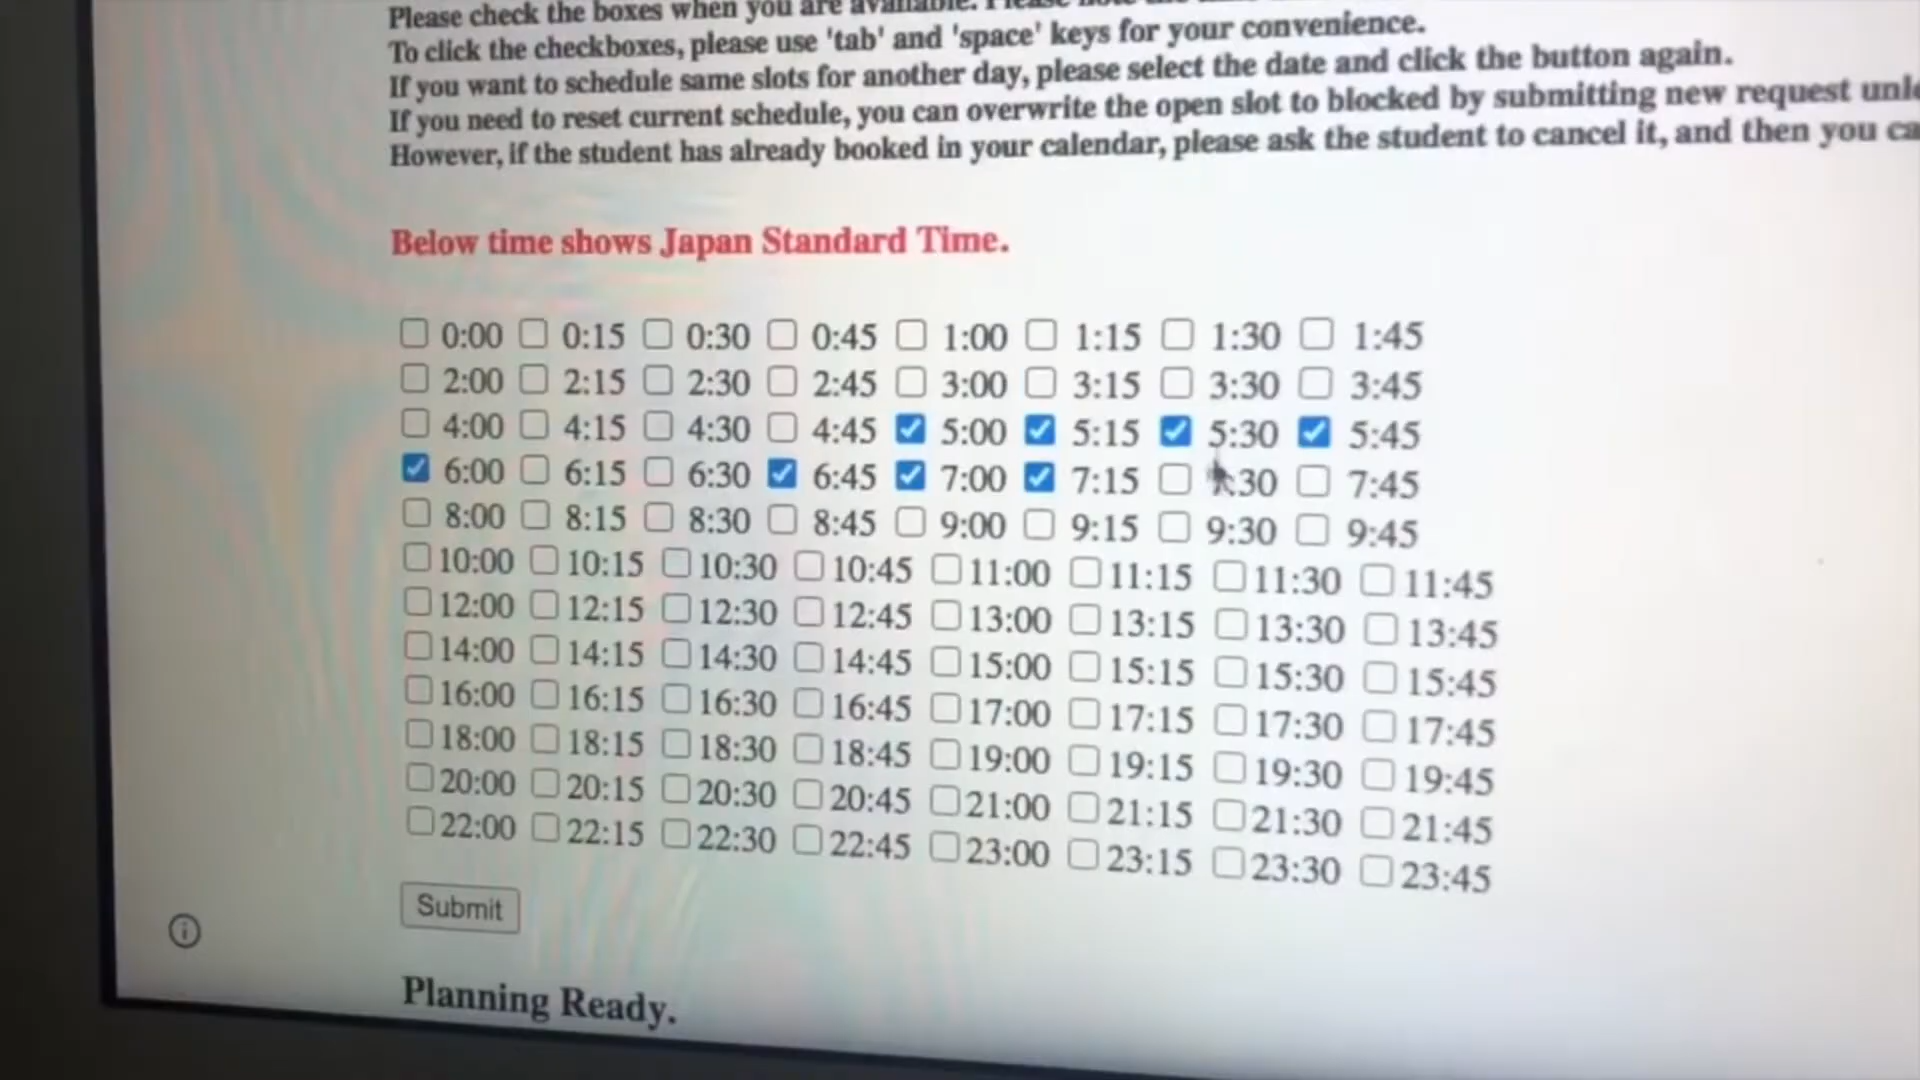 Please check the boxes when you are available. Please note the
To click the checkboxes, please use 'tab' and 'space' keys for your convenience.
If you want to schedule same slots for another day, please select the date and click the button again.
If you need to reset current schedule, you can overwrite the open slot to blocked by submitting new request
However, if the student has already booked in your calendar, please ask the student to cancel it, and then you
Below time shows Japan Standard Time.
0:00 0:15 0:30 0:45 1:00 1:15 1:30 1:45
2:00 2:15 2:30 2:45 3:00 3:15 3:30 3:45
4:00 4:15 4:30 4:45 5:00 5:15 5:30 5:45
6:00 6:15 6:30 6:45 7:00 7:15 7:30 7:45
8:00 8:15 8:30 8:45 9:00 9:15 9:30 9:45
10:00 10:15 10:30 10:45 11:00 11:15 11:30 11:45
12:00 12:15 12:30 12:45 13:00 13:15 13:30 13:45
14:00 14:15 14:30 14:45 15:00 15:15 15:30 15:45
16:00 16:15 16:30 16:45 17:00 17:15 17:30 17:45
18:00 18:15 18:30 18:45 19:00 19:15 19:30 19:45
20:00 20:15 20:30 20:45 21:00 21:15 21:30 21:45
22:00 22:15 22:30 22:45 23:00 23:15 23:30 23:45
Submit
Planning Ready.